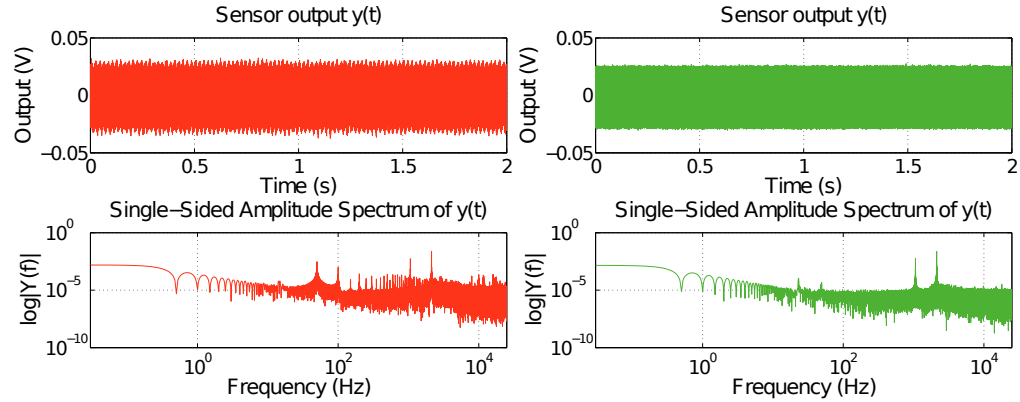 Sensor output y(t)
0.05
0
−0.05
Output (V)
0 0.5 1 1.5 2
Time (s)
Sensor output y(t)
0.05
0
−0.05
Output (V)
0 0.5 1 1.5 2
Time (s)
Single−Sided Amplitude Spectrum of y(t)
10^0
10^−5
10^−10
log|Y(f)|
10^0 10^2 10^4
Frequency (Hz)
Single−Sided Amplitude Spectrum of y(t)
10^0
10^−5
10^−10
log|Y(f)|
10^0 10^2 10^4
Frequency (Hz)